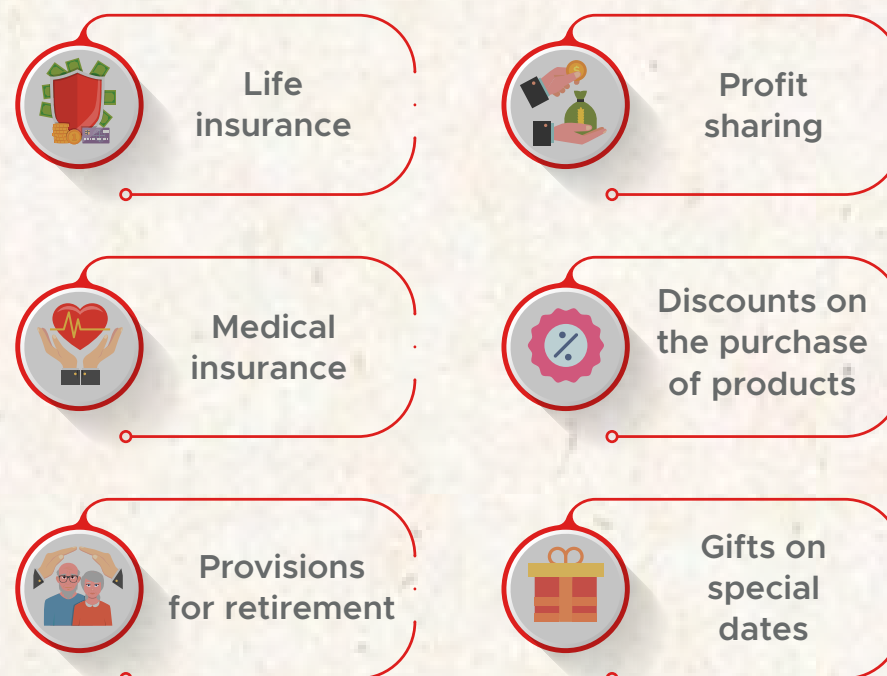 Life
insurance
Profit
sharing
Medical
insurance
Discounts on
the purchase
of products
Provisions
for retirement
Gifts on
special
dates